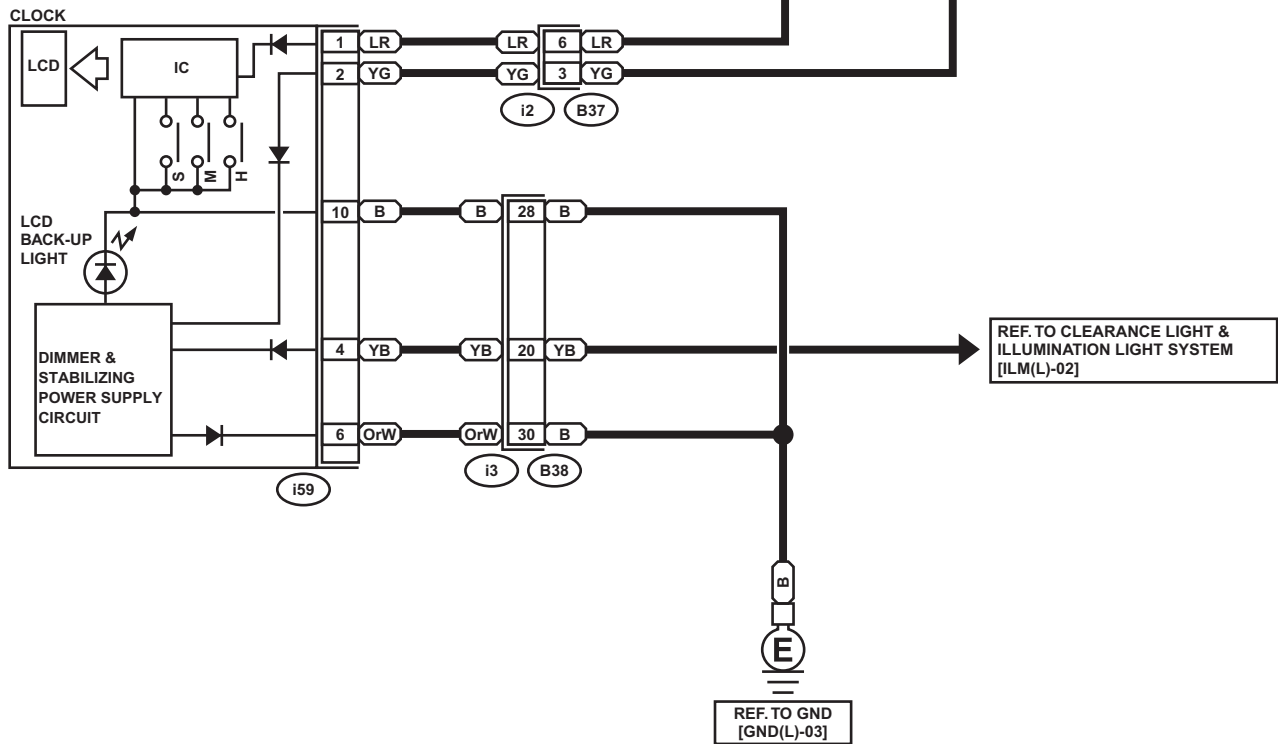 CLOCK
LCD
IC
1 LR LR 6 LR
2 YG YG 3 YG
i2 B37
S M H
10 B B 28 B
LCD
BACK-UP
LIGHT
DIMMER &
STABILIZING
POWER SUPPLY
CIRCUIT
4 YB YB 20 YB
REF. TO CLEARANCE LIGHT &
ILLUMINATION LIGHT SYSTEM
[ILM(L)-02]
6 OrW OrW 30 B
i3 B38
i59
B
E
REF. TO GND
[GND(L)-03]